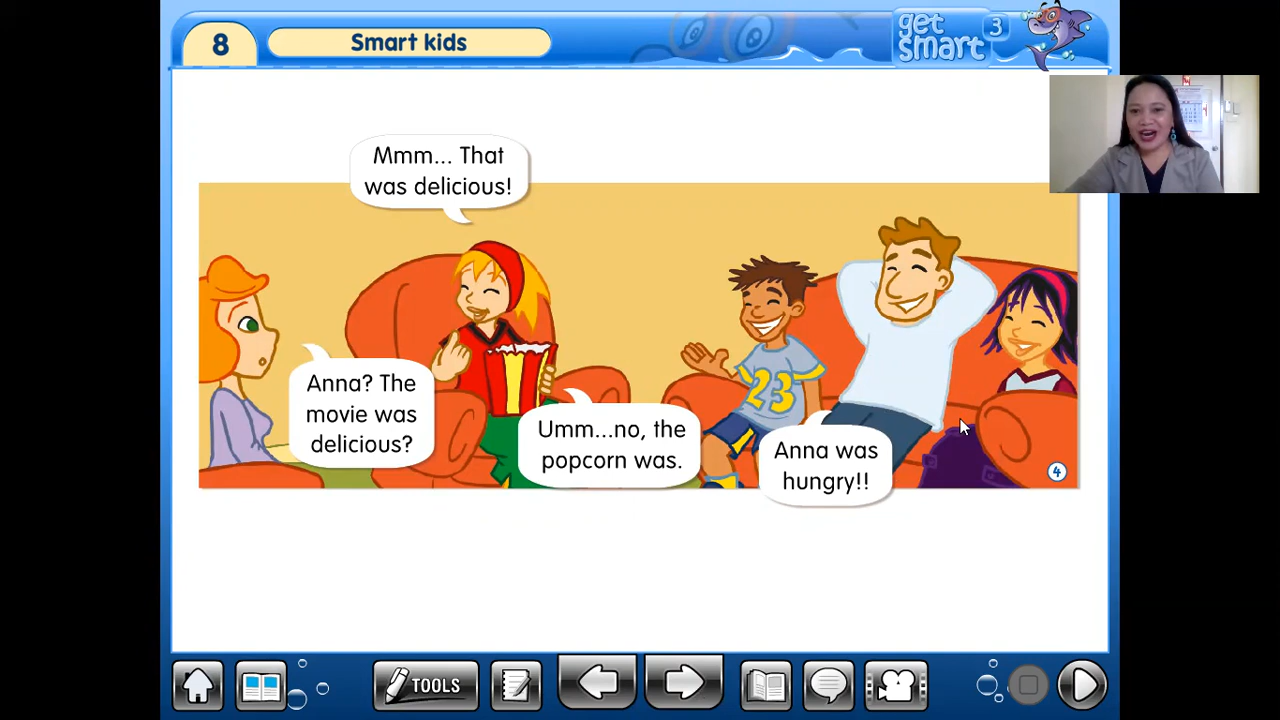 8
Smart kids
get
smart 3
Mmm... That
was delicious!
Anna? The
movie was
delicious?
Umm...no, the
popcorn was.
23
Anna was
hungry!!
4
TOOLS